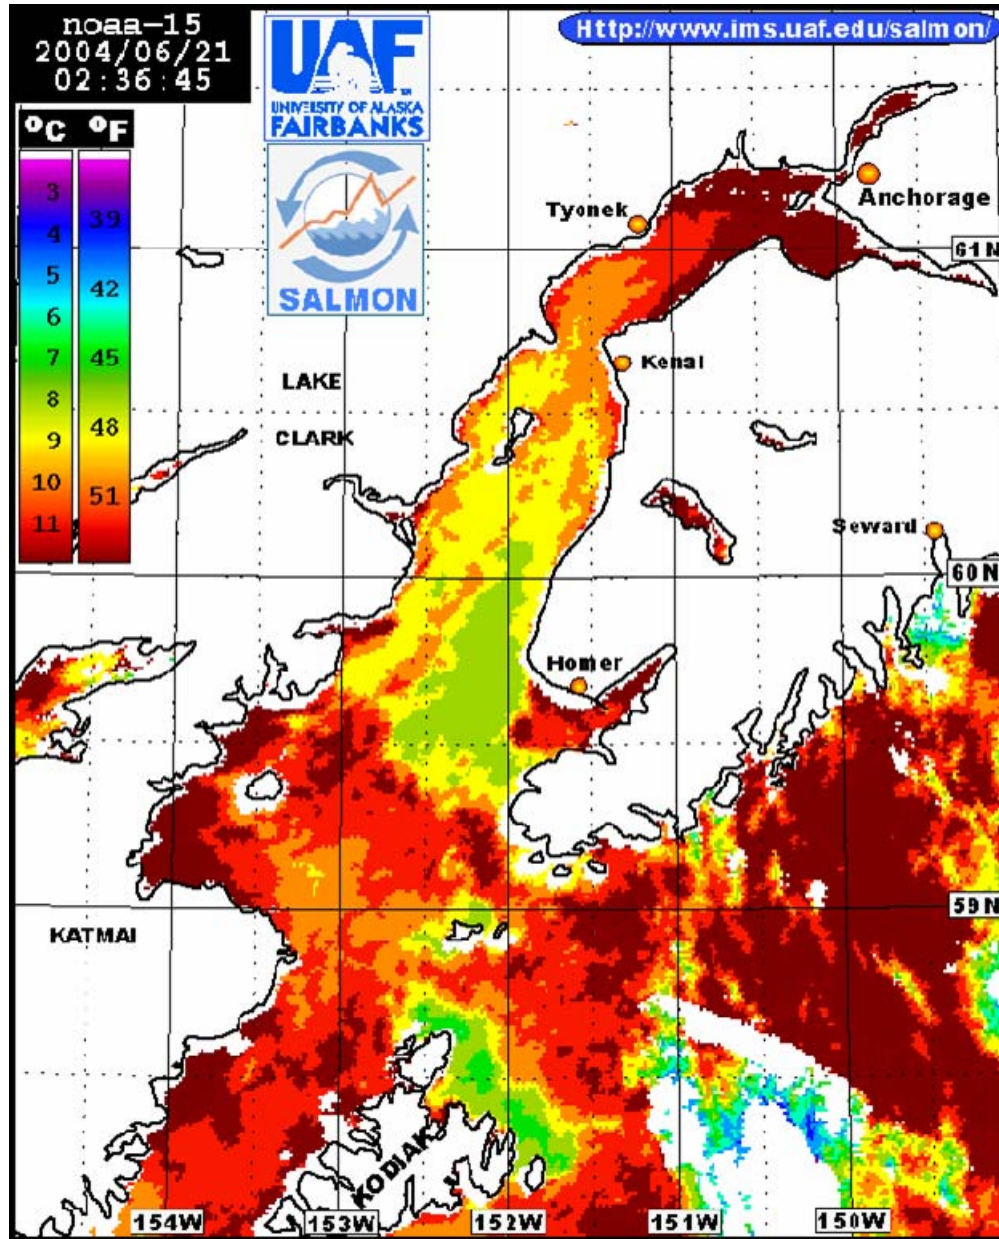 noaa-15
2004/06/21
02:36:45
Http://www.ims.uaf.edu/salmon/
UAF
UNIVERSITY OF ALASKA
FAIRBANKS
SALMON
°C °F
3
39
4
5
42
6
7
45
8
48
9
10
51
11
Anchorage
Tyonek
61N
Kenai
LAKE
CLARK
Seward
60N
Homer
59N
KATMAI
KODIAK
154W 153W 152W 151W 150W